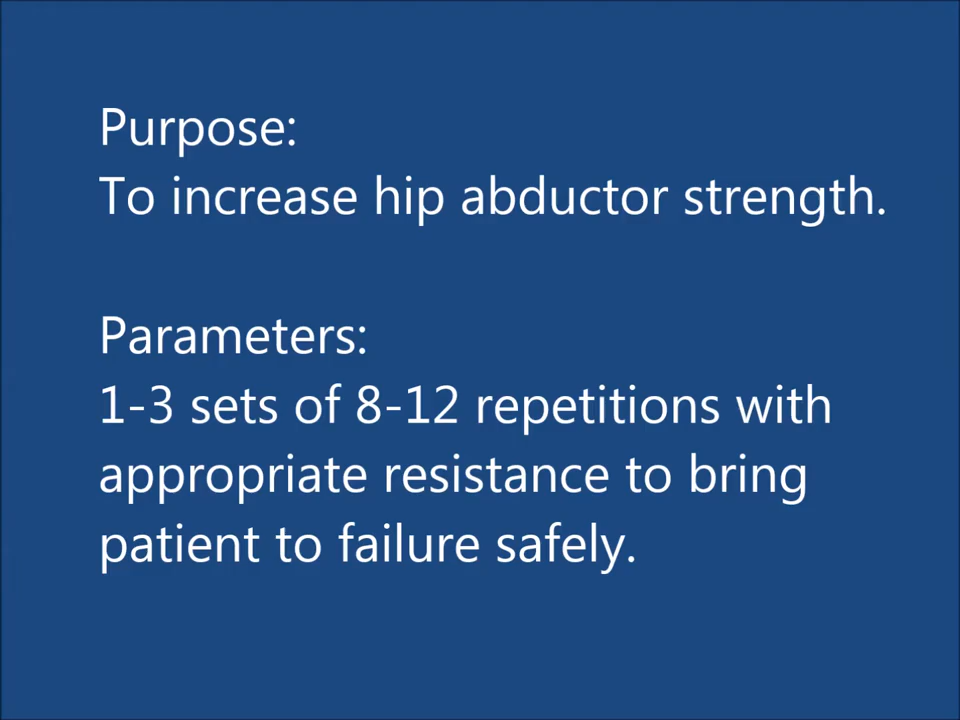 Purpose:
To increase hip abductor strength.
Parameters:
1-3 sets of 8-12 repetitions with
appropriate resistance to bring
patient to failure safely.